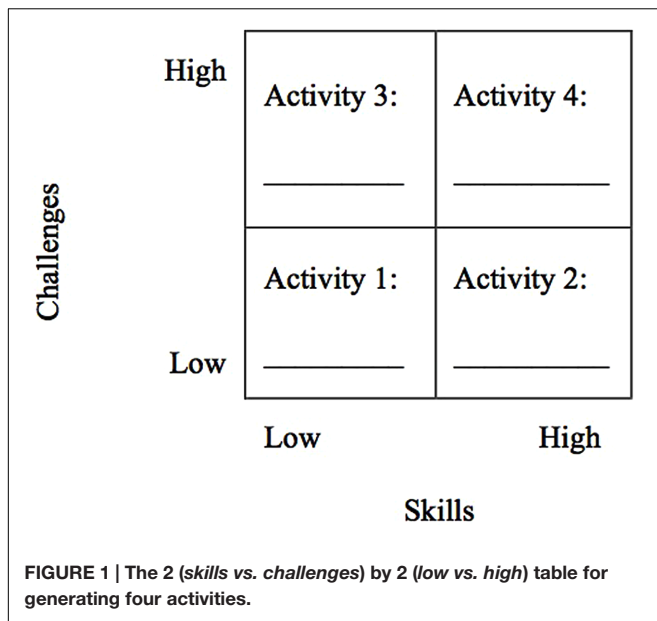 High
Activity 3:
Activity 4:
Challenges
Activity 1:
Activity 2:
Low
Low
High
Skills
FIGURE 1 | The 2 (skills vs. challenges) by 2 (low vs. high) table for
generating four activities.